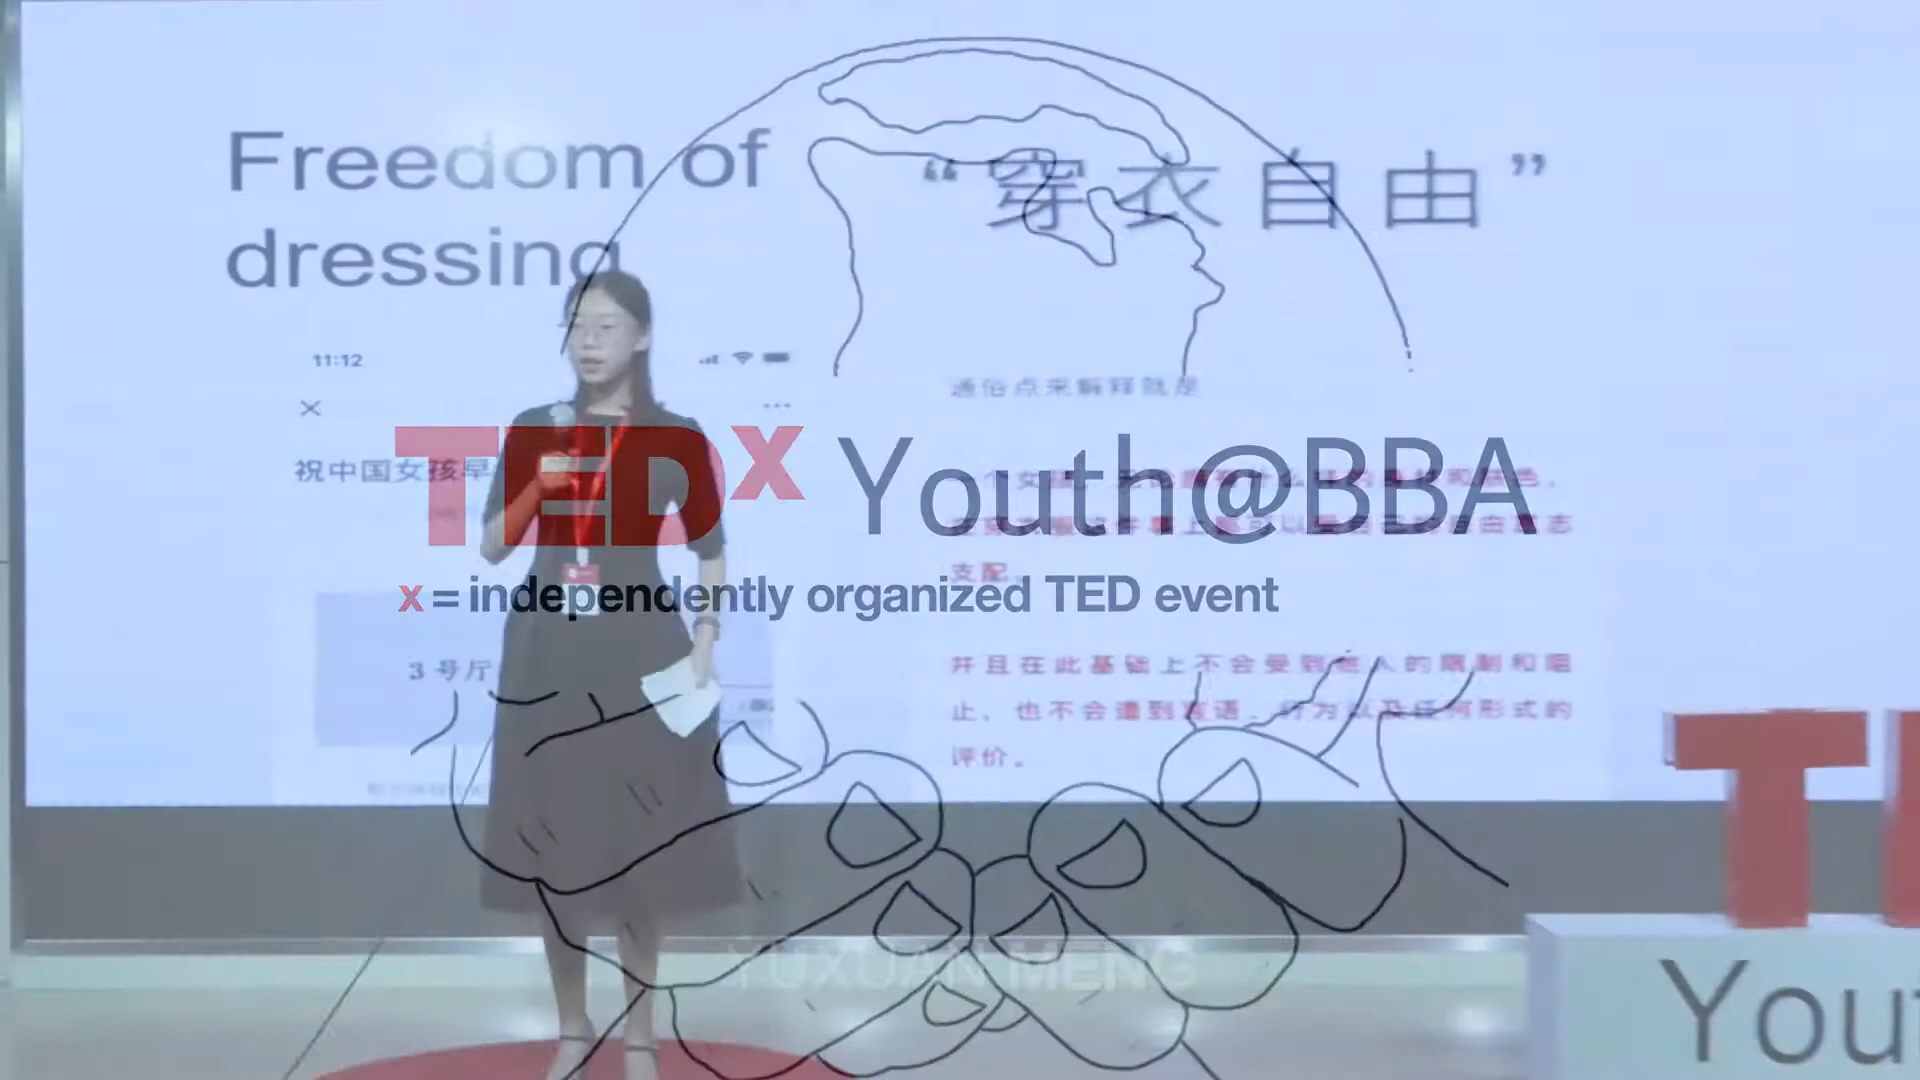 Freedom of
dressing
“穿衣自由”
11:12
祝中国女孩早
3号厅
通俗点来解释就是
支配。
并且在此基础上不会受到他人的限制和阻
止，也不会遭到言语、行为以及任何形式的
评价。
TEDx Youth@BBA
x = independently organized TED event
YUXUAN MENG
TE
Yout